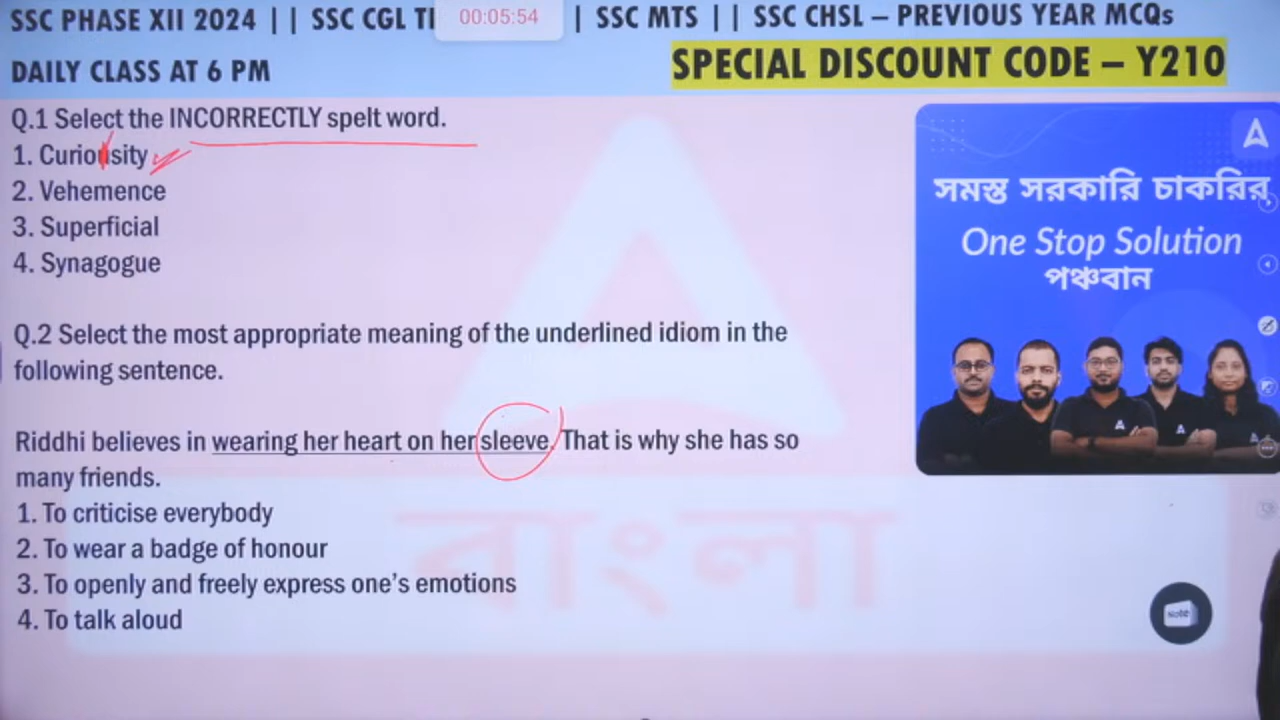 SSC PHASE XII 2024 || SSC CGL TI 00:05:54 | SSC MTS || SSC CHSL – PREVIOUS YEAR MCQs
DAILY CLASS AT 6 PM
SPECIAL DISCOUNT CODE – Y210
Q.1 Select the INCORRECTLY spelt word.
1. Curiousity
2. Vehemence
3. Superficial
4. Synagogue
Q.2 Select the most appropriate meaning of the underlined idiom in the
following sentence.
Riddhi believes in wearing her heart on her sleeve. That is why she has so
many friends.
1. To criticise everybody
2. To wear a badge of honour
3. To openly and freely express one's emotions
4. To talk aloud
সমস্ত সরকারি চাকরির
One Stop Solution
পঞ্চবান
বাংলা
Note